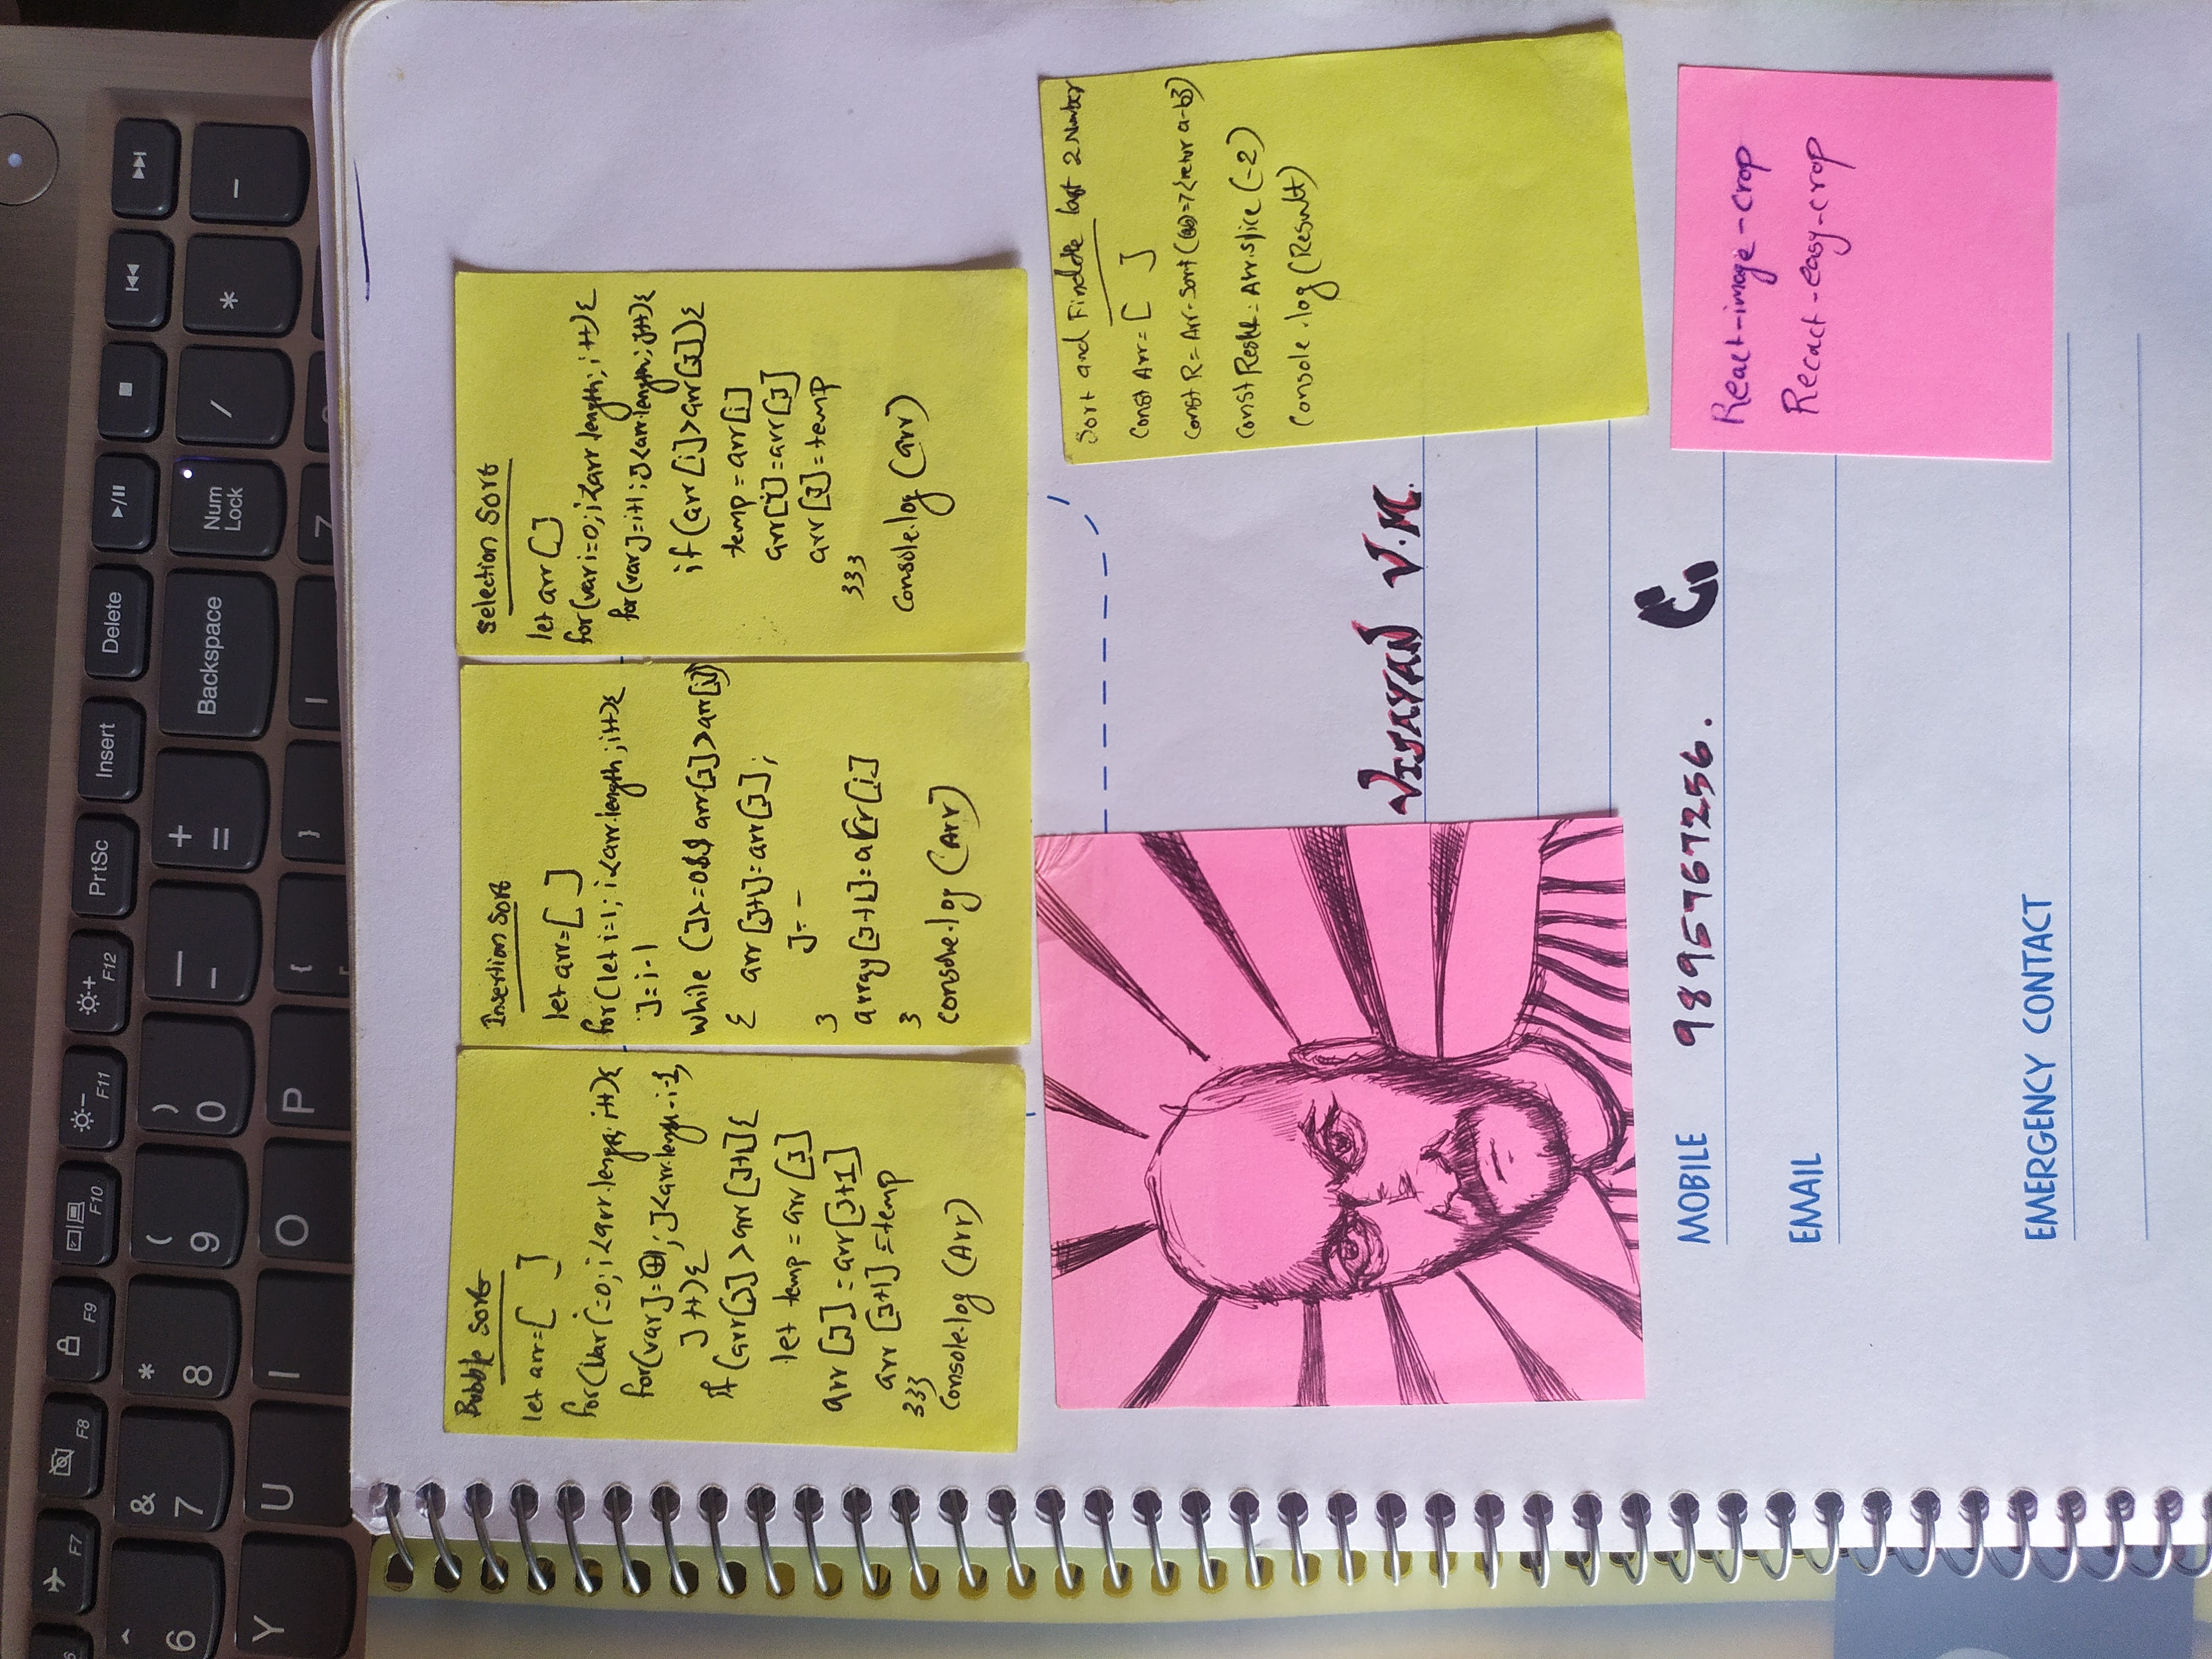 F7
F8
F9
F10
F11
F12
PrtSc
Insert
Delete
^
6
&
7
*
8
(
9
)
0
—
-
+
=
Backspace
Num
Lock
/
*
-
Y
U
I
O
P
{
}
|
7
Bubble Sort
let arr=[ ]
for(var i=0; i<arr.length; i++){
for(var J= ; J<arr.length-i-1,
J++){
if (arr[J] >arr [J+1]{
let temp = arr [J]
arr [J] =arr[J+1]
arr [J+1] =temp
}}}
Console.log (Arr)
Insertion Sort
let arr=[ ]
for(let i=1; i<arr.length ;i++){
J=i-1
while (J>=0$$ arr[J]>arr[i])
{ arr [J+1]=arr[J];
J= -
}
array[J+1]=arr[i]
}
console.log (Arr)
Selection Sort
let arr[]
for(var i=0;i<arr.length; i++){
for(var J=i+1; J<arr.length; J++){
if (arr [i]>arr[J]){
temp =arr[i]
arr[i]=arr[J]
arr[J]=temp
}}}
Console.log (arr)
Sort and last 2 Number
Const Arr= [ ]
Const R= Arr.Sort ( =>{retur a-b})
Const = Arr.slice (-2)
Console.log (Result)
VIJAYAN V.M.
MOBILE 9895767256.
EMAIL
React-image-crop
Recact-easy-crop
EMERGENCY CONTACT